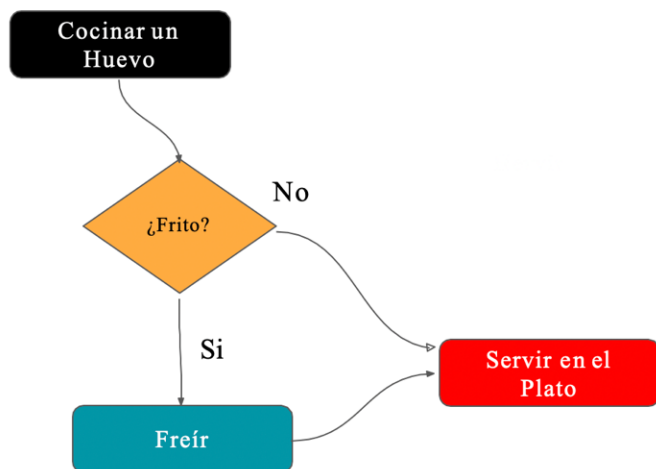 Cocinar un
Huevo
¿Frito?
No
Si
Servir en el
Plato
Freír